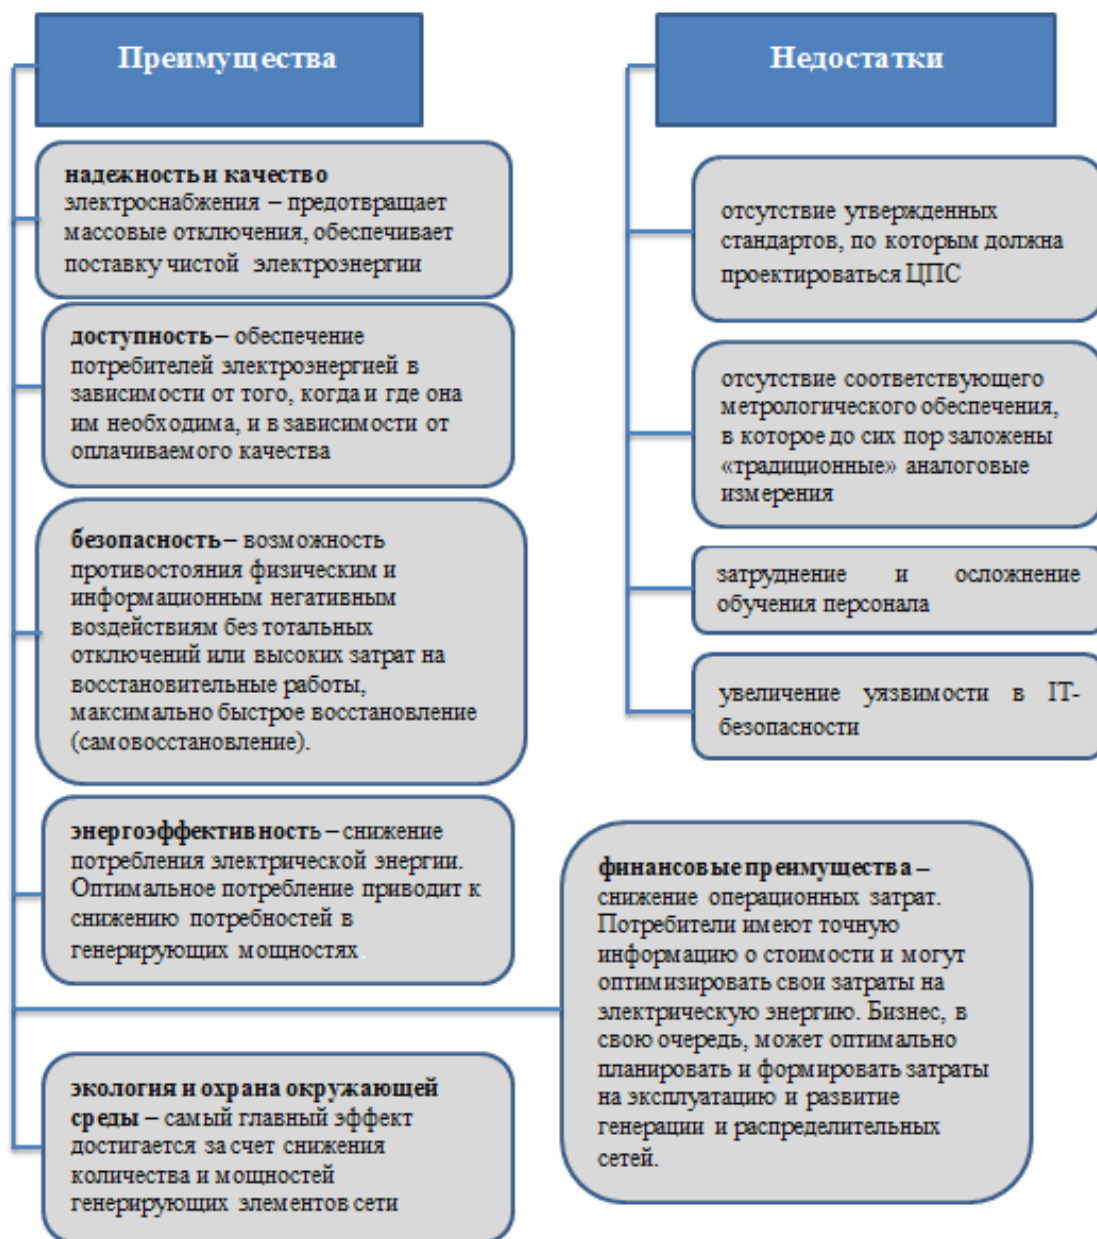 Преимущества
надежность и качество
электроснабжения – предотвращает
массовые отключения, обеспечивает
поставку чистой электроэнергии
доступность – обеспечение
потребителей электроэнергией в
зависимости от того, когда и где она
им необходима, и в зависимости от
оплачиваемого качества
безопасность – возможность
противостояния физическим и
информационным негативным
воздействиям без тотальных
отключений или высоких затрат на
восстановительные работы,
максимально быстрое восстановление
(самовосстановление).
энергоэффективность – снижение
потребления электрической энергии.
Оптимальное потребление приводит к
снижению потребностей в
генерирующих мощностях
финансовые преимущества –
снижение операционных затрат.
Потребители имеют точную
информацию о стоимости и могут
оптимизировать свои затраты на
электрическую энергию. Бизнес, в
свою очередь, может оптимально
планировать и формировать затраты
на эксплуатацию и развитие
генерации и распределительных
сетей.
экология и охрана окружающей
среды – самый главный эффект
достигается за счет снижения
количества и мощностей
генерирующих элементов сети
Недостатки
отсутствие утвержденных
стандартов, по которым должна
проектироваться ЦПС
отсутствие соответствующего
метрологического обеспечения,
в которое до сих пор заложены
«традиционные» аналоговые
измерения
затруднение и осложнение
обучения персонала
увеличение уязвимости в IT-
безопасности